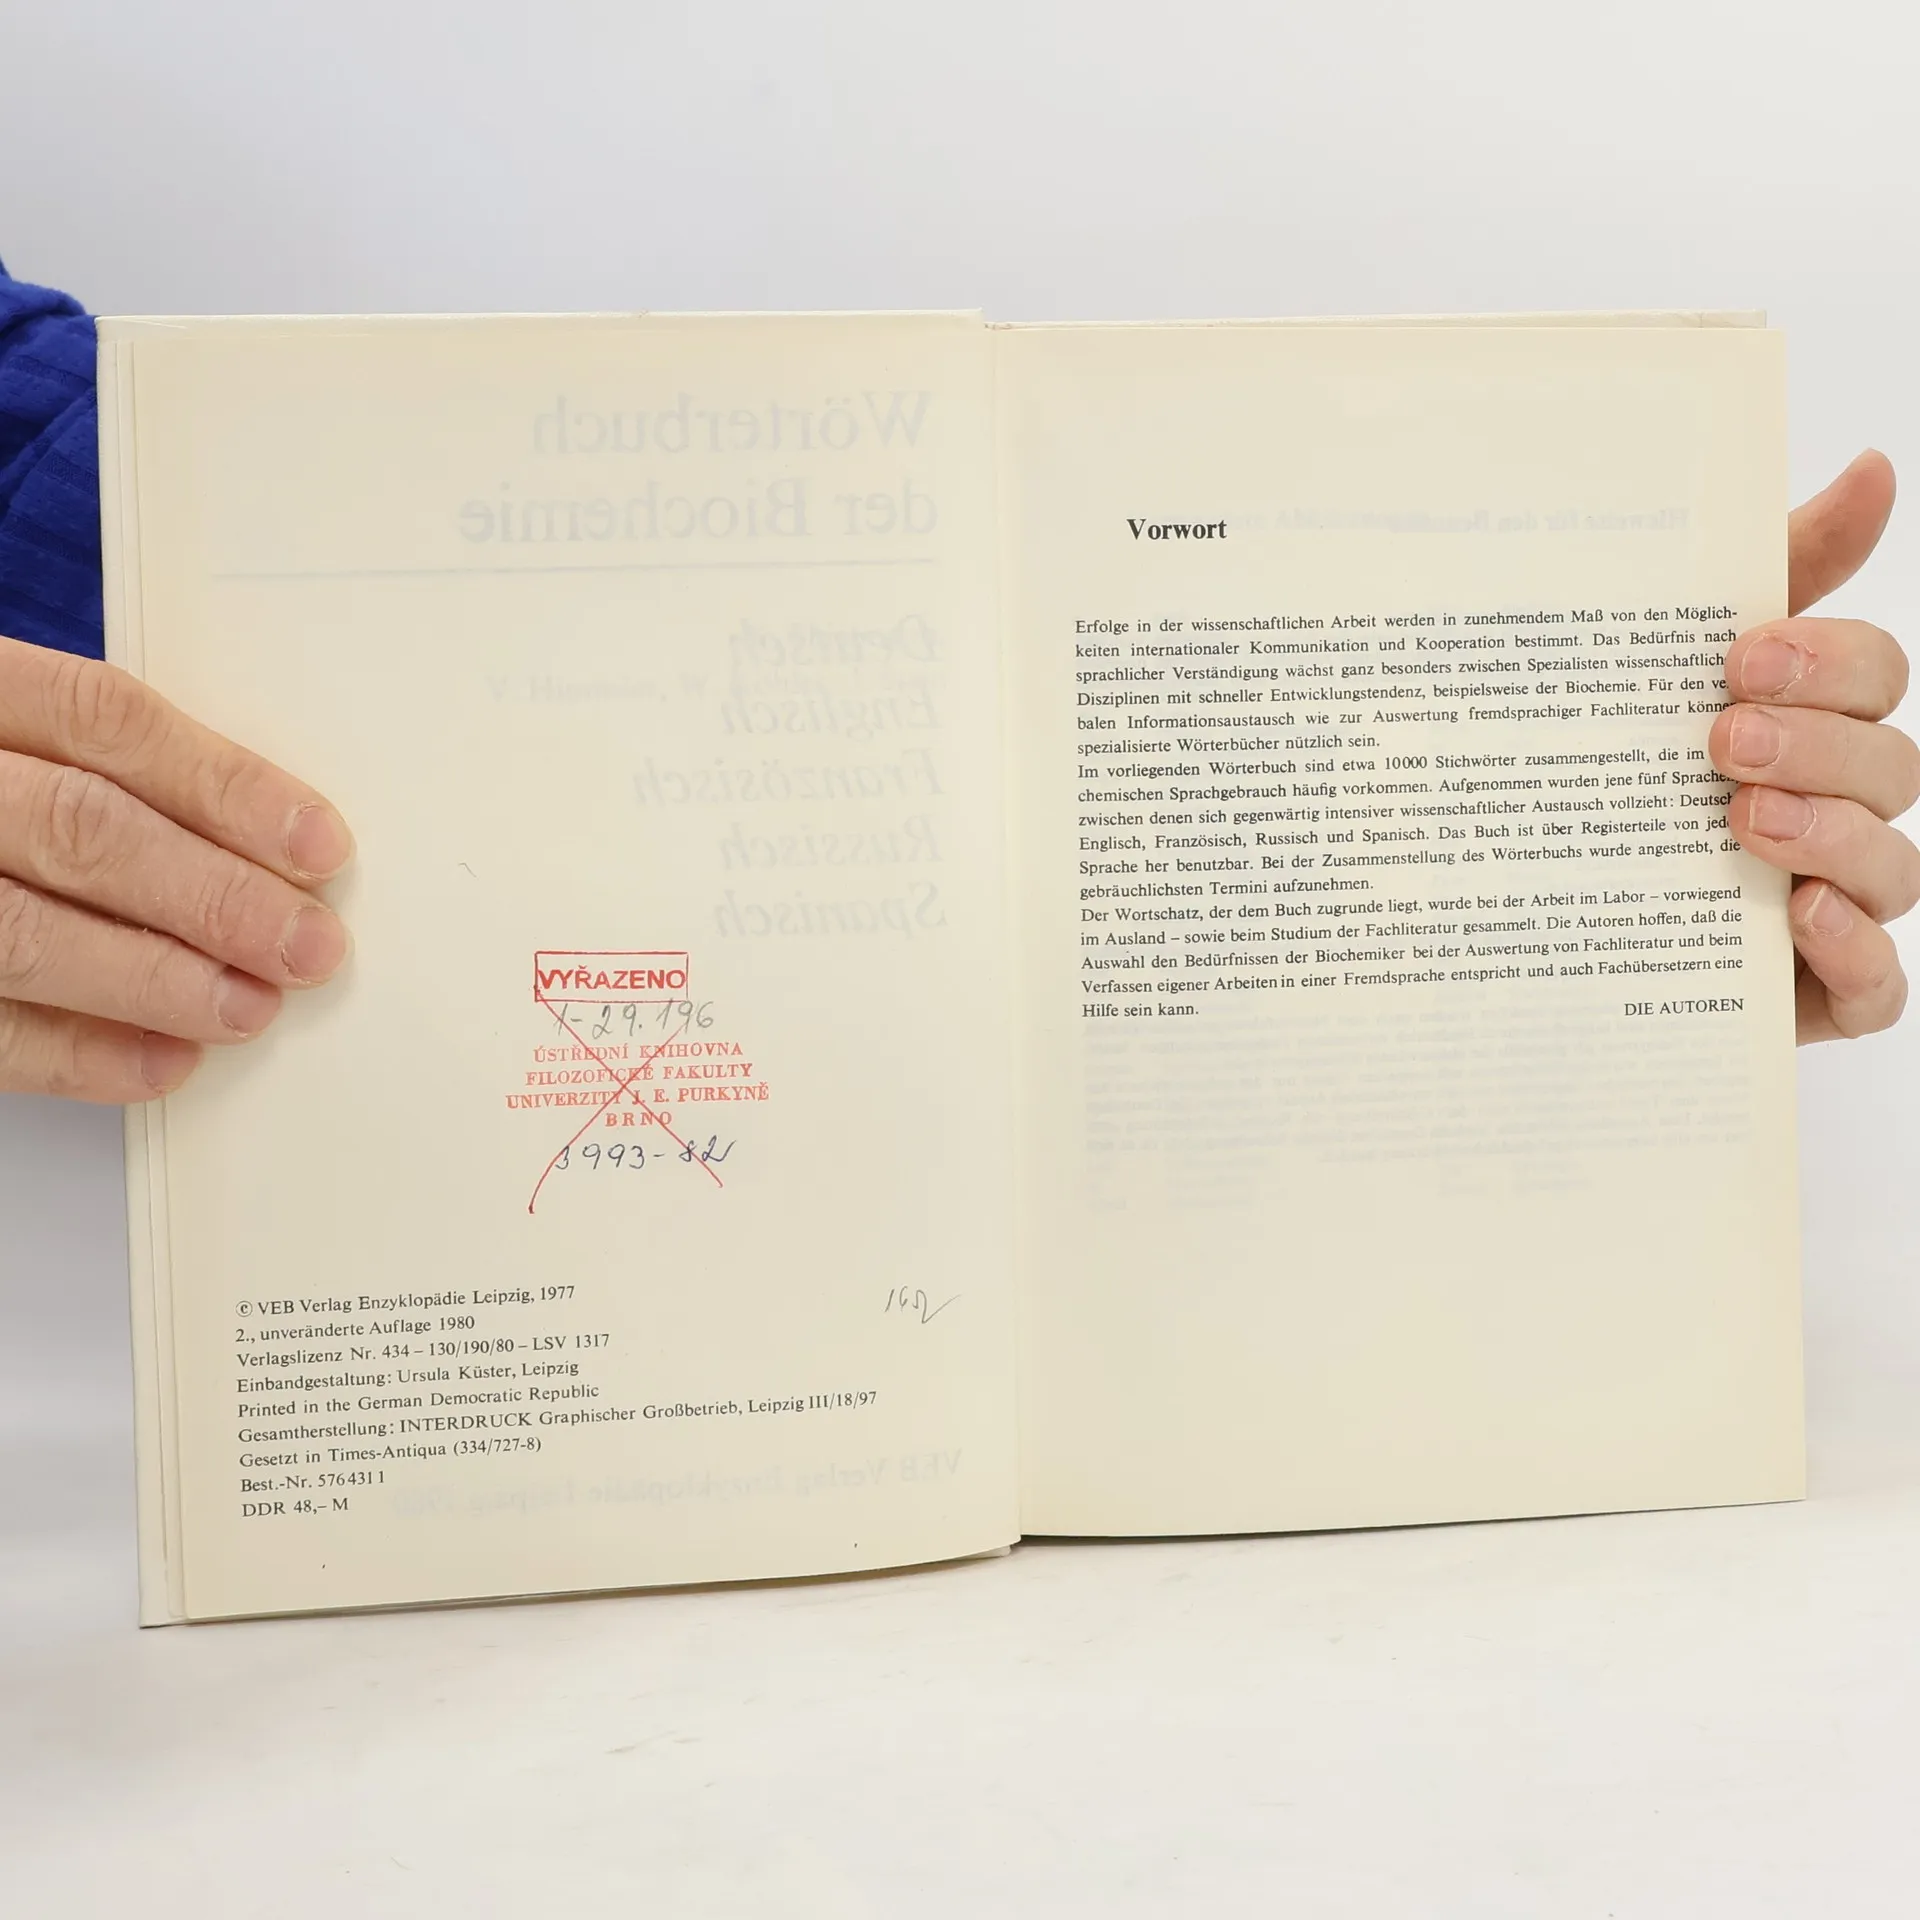 VYŘAZENO
1-29.196
ÚSTŘEDNÍ KNIHOVNA
FILOZOFICKÉ FAKULTY
UNIVERZITY J. E. PURKYNĚ
BRNO
3993-82
© VEB Verlag Enzyklopädie Leipzig, 1977
2., unveränderte Auflage 1980
Verlagslizenz Nr. 434 – 130/190/80 – LSV 1317
Einbandgestaltung: Ursula Küster, Leipzig
Printed in the German Democratic Republic
Gesamtherstellung: INTERDRUCK Graphischer Großbetrieb, Leipzig III/18/97
Gesetzt in Times-Antiqua (334/727-8)
Best.-Nr. 576 431 1
DDR 48,– M
Vorwort
Erfolge in der wissenschaftlichen Arbeit werden in zunehmendem Maß von den Möglich-
keiten internationaler Kommunikation und Kooperation bestimmt. Das Bedürfnis nach
sprachlicher Verständigung wächst ganz besonders zwischen Spezialisten wissenschaftlich
Disziplinen mit schneller Entwicklungstendenz, beispielsweise der Biochemie. Für den ve
balen Informationsaustausch wie zur Auswertung fremdsprachiger Fachliteratur können
spezialisierte Wörterbücher nützlich sein.
Im vorliegenden Wörterbuch sind etwa 10000 Stichwörter zusammengestellt, die im
chemischen Sprachgebrauch häufig vorkommen. Aufgenommen wurden jene fünf Sprachen,
zwischen denen sich gegenwärtig intensiver wissenschaftlicher Austausch vollzieht: Deutsch
Englisch, Französisch, Russisch und Spanisch. Das Buch ist über Registerteile von jed
Sprache her benutzbar. Bei der Zusammenstellung des Wörterbuchs wurde angestrebt, die
gebräuchlichsten Termini aufzunehmen.
Der Wortschatz, der dem Buch zugrunde liegt, wurde bei der Arbeit im Labor – vorwiegend
im Ausland – sowie beim Studium der Fachliteratur gesammelt. Die Autoren hoffen, daß die
Auswahl den Bedürfnissen der Biochemiker bei der Auswertung von Fachliteratur und beim
Verfassen eigener Arbeiten in einer Fremdsprache entspricht und auch Fachübersetzern eine
Hilfe sein kann. DIE AUTOREN